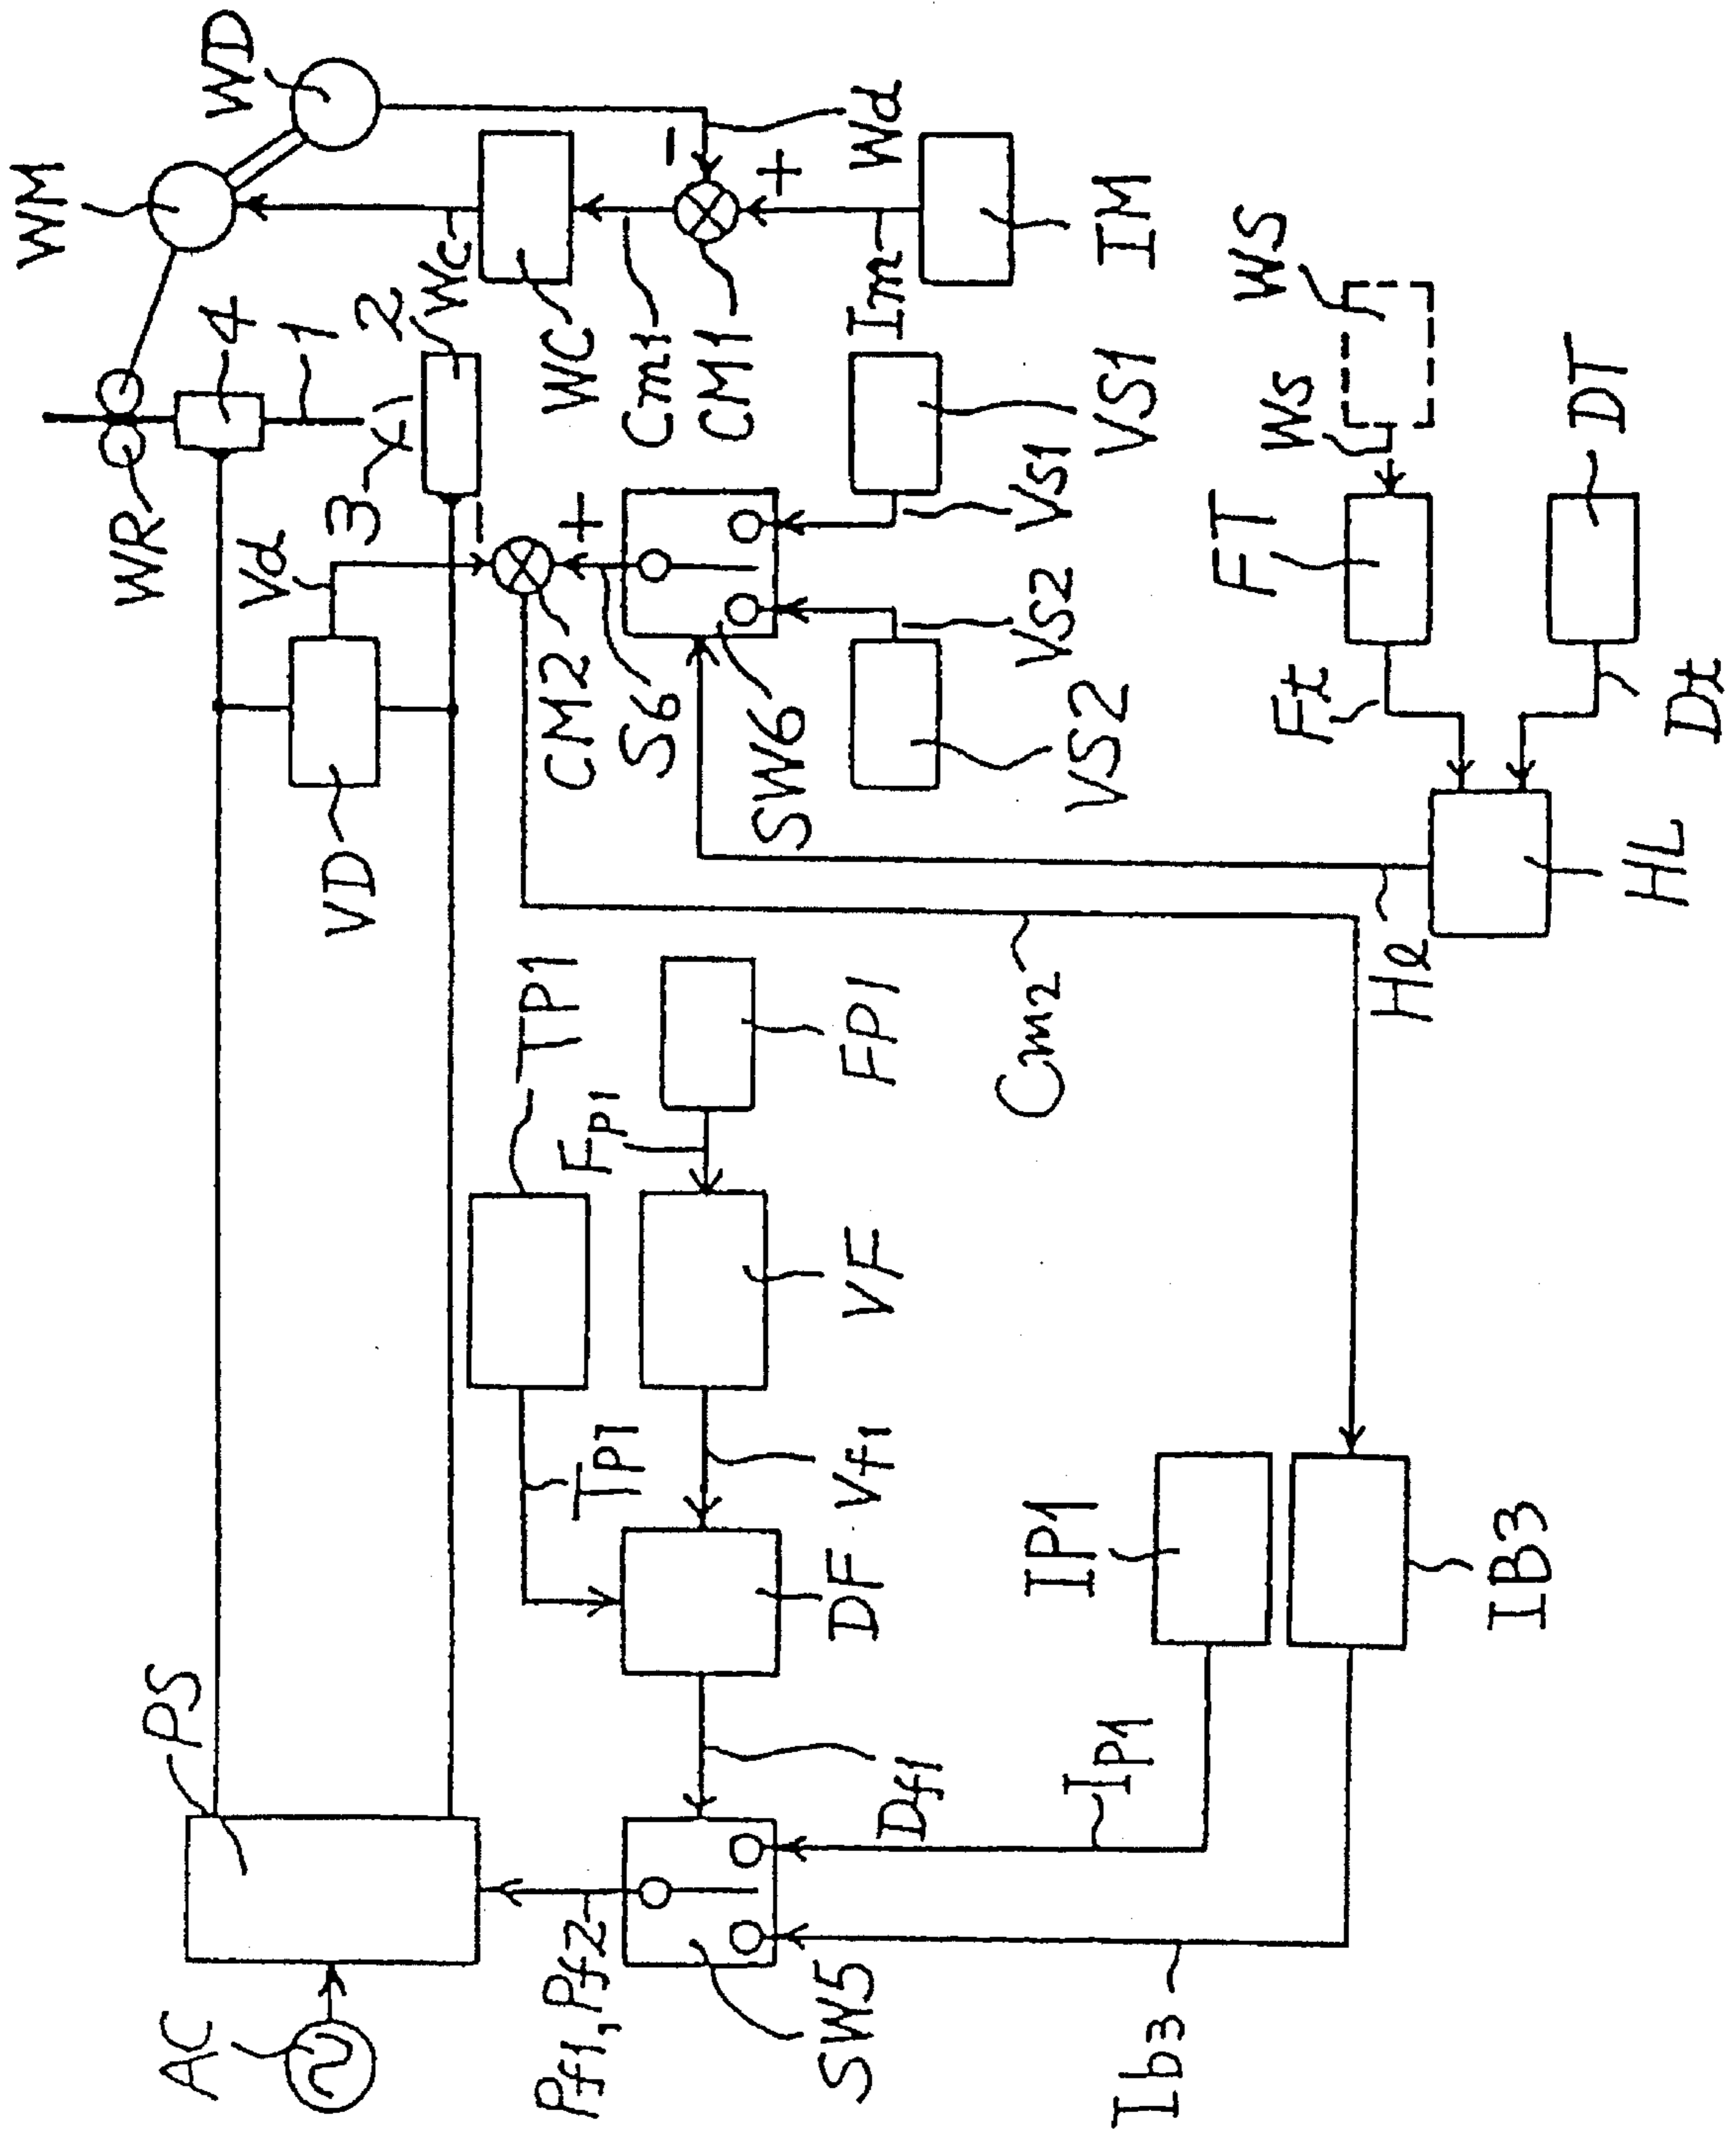 AC
PS
WM
WD
WR
4
1
Vd
VD
3
2
Wc
TP1
Pf1, Pf2
Tp1
Fp1
CM2
-
+
S6
WC
Cm1
CM1
-
+
SW5
Df1
DF
Vf1
VF
FP1
SW6
VS2
Vs2
Vs1
VS1
Im
Wd
Ib3
Ip1
IP1
Cm2
IM
IB3
Hl
Ft
FT
Ws
WS
HL
Dt
DT